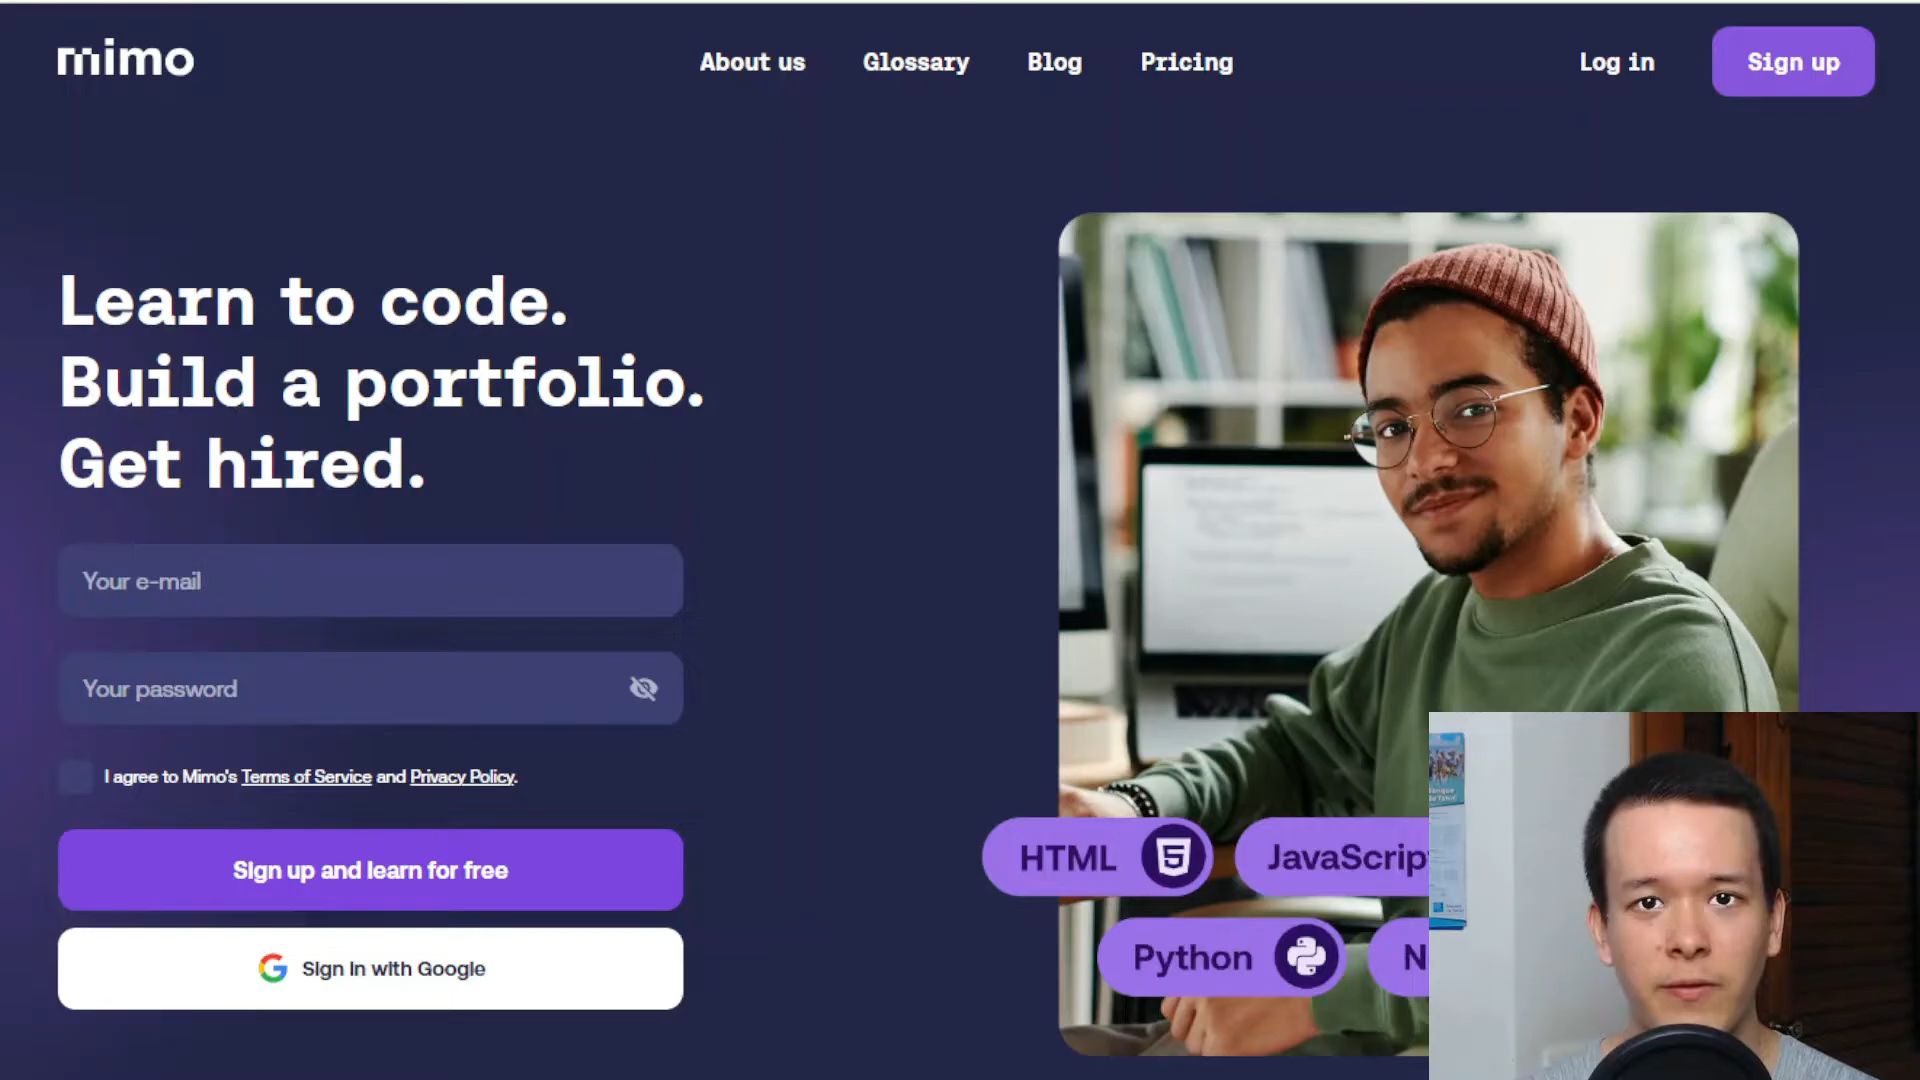 mimo
About us
Glossary
Blog
Pricing
Log in
Sign up
Learn to code.
Build a portfolio.
Get hired.
Your e-mail
Your password
I agree to Mimo's Terms of Service and Privacy Policy.
Sign up and learn for free
Sign in with Google
HTML
JavaScrip
Python
N